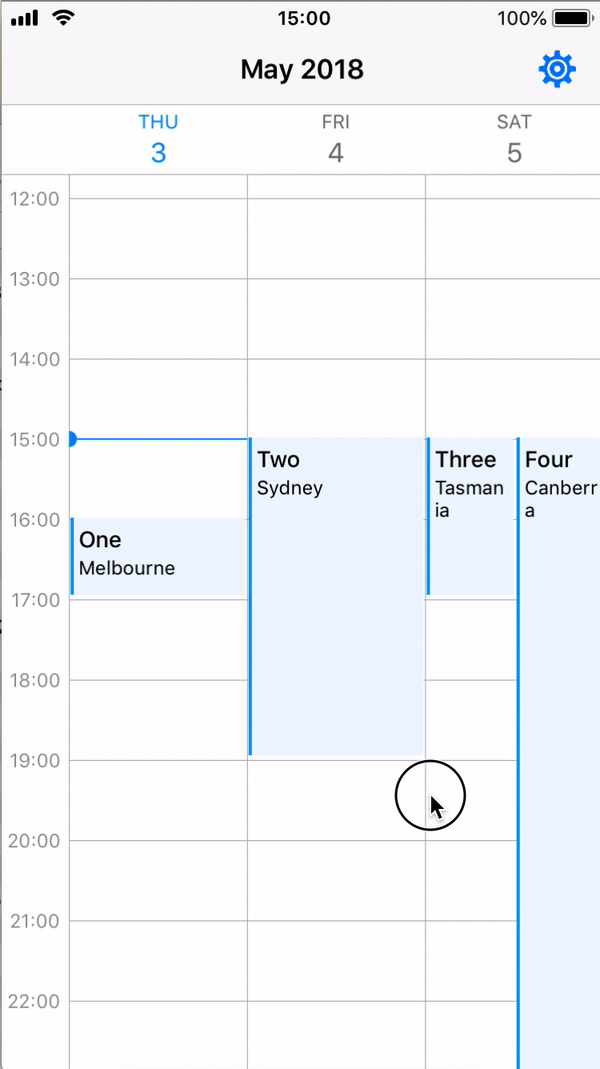 15:00
100%
May 2018
THU
FRI
SAT
3
4
5
12:00
13:00
14:00
15:00
Two
Three
Four
Sydney
Tasman
ia
Canberr
a
16:00
One
Melbourne
17:00
18:00
19:00
20:00
21:00
22:00